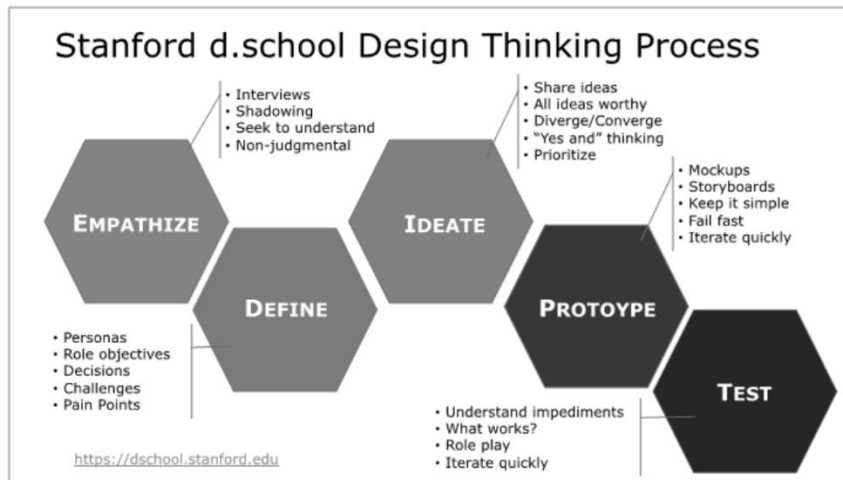 Stanford d.school Design Thinking Process
• Interviews
• Shadowing
• Seek to understand
• Non-judgmental
EMPATHIZE
• Personas
• Role objectives
• Decisions
• Challenges
• Pain Points
DEFINE
• Share ideas
• All ideas worthy
• Diverge/Converge
• "Yes and" thinking
• Prioritize
IDEATE
• Mockups
• Storyboards
• Keep it simple
• Fail fast
• Iterate quickly
PROTOYPE
• Understand impediments
• What works?
• Role play
• Iterate quickly
TEST
https://dschool.stanford.edu